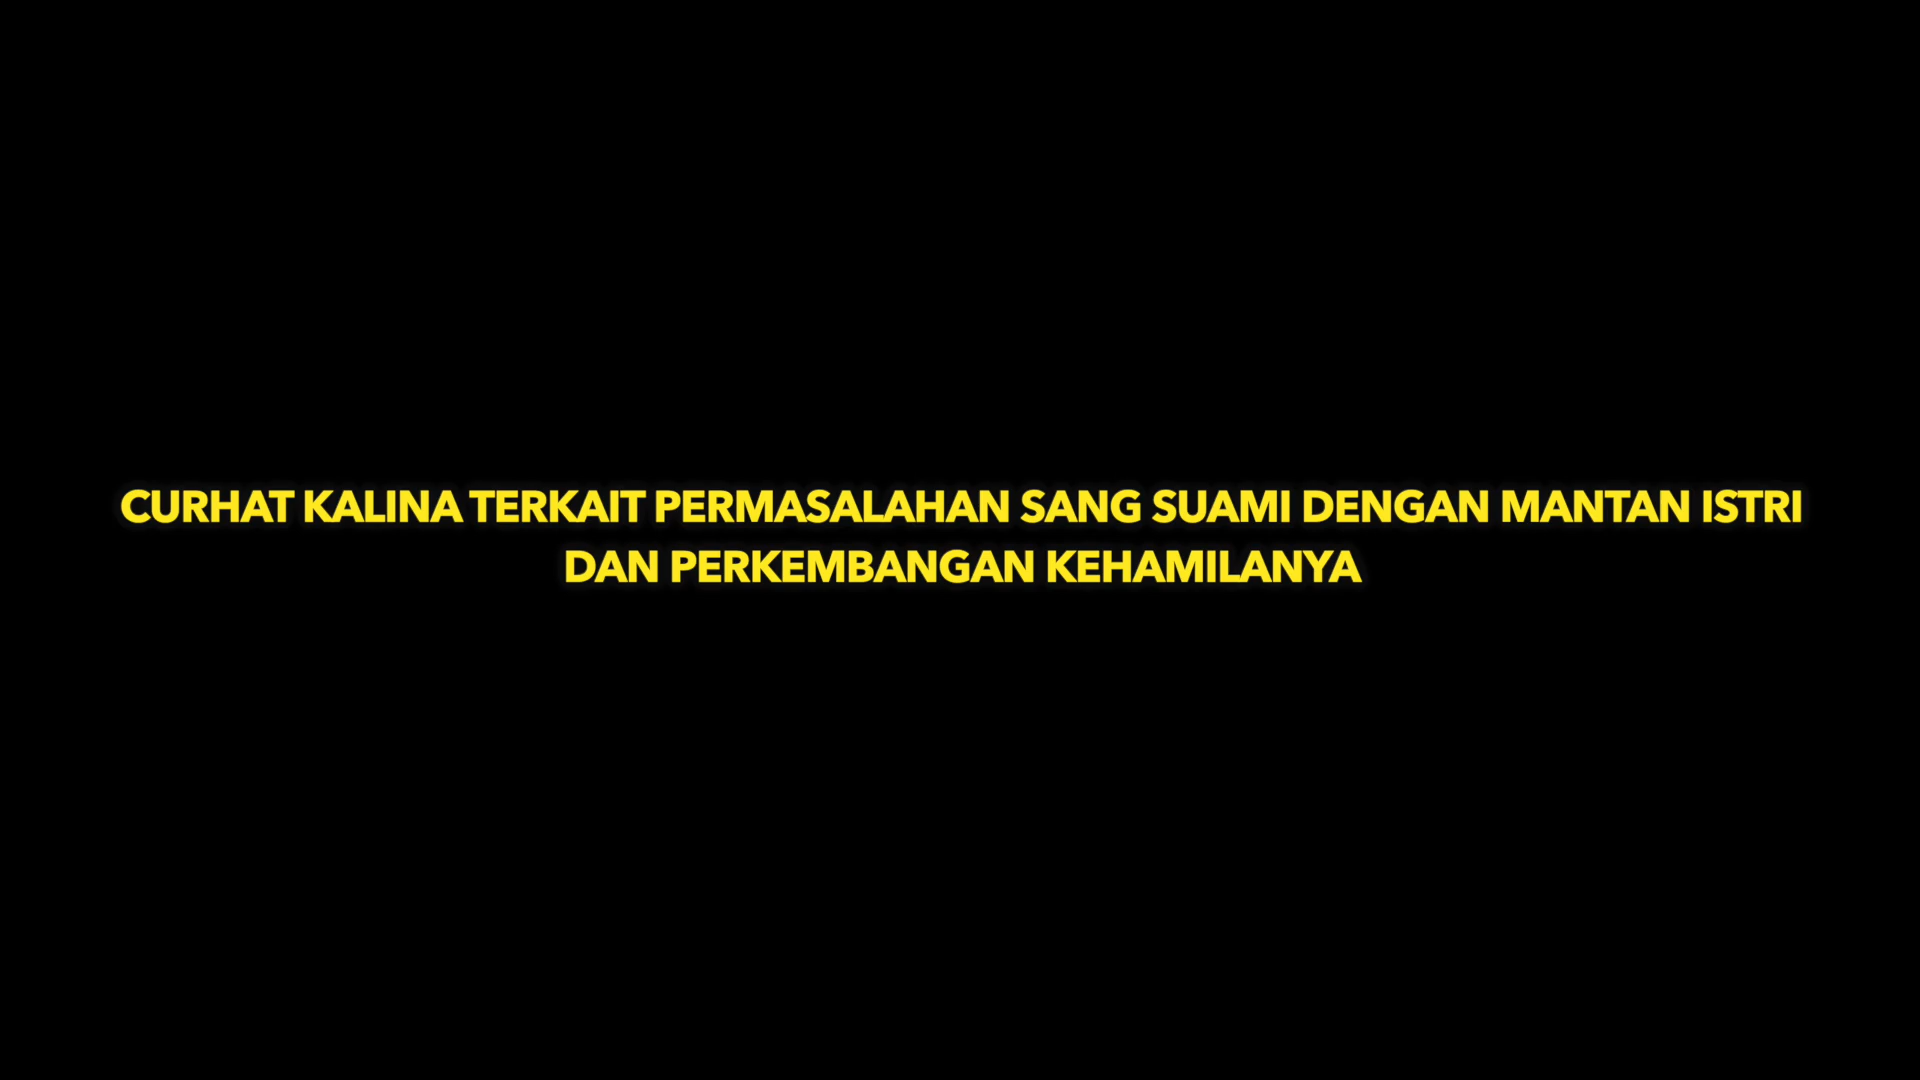 CURHAT KALINA TERKAIT PERMASALAHAN SANG SUAMI DENGAN MANTAN ISTRI
DAN PERKEMBANGAN KEHAMILANYA